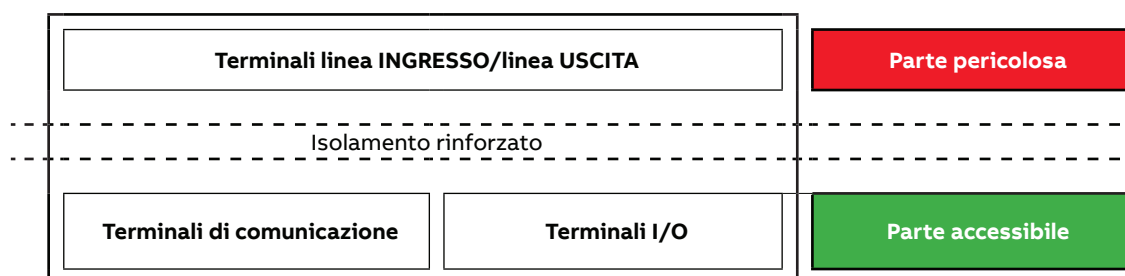 Terminali linea INGRESSO/linea USCITA
Parte pericolosa
Isolamento rinforzato
Terminali di comunicazione
Terminali I/O
Parte accessibile